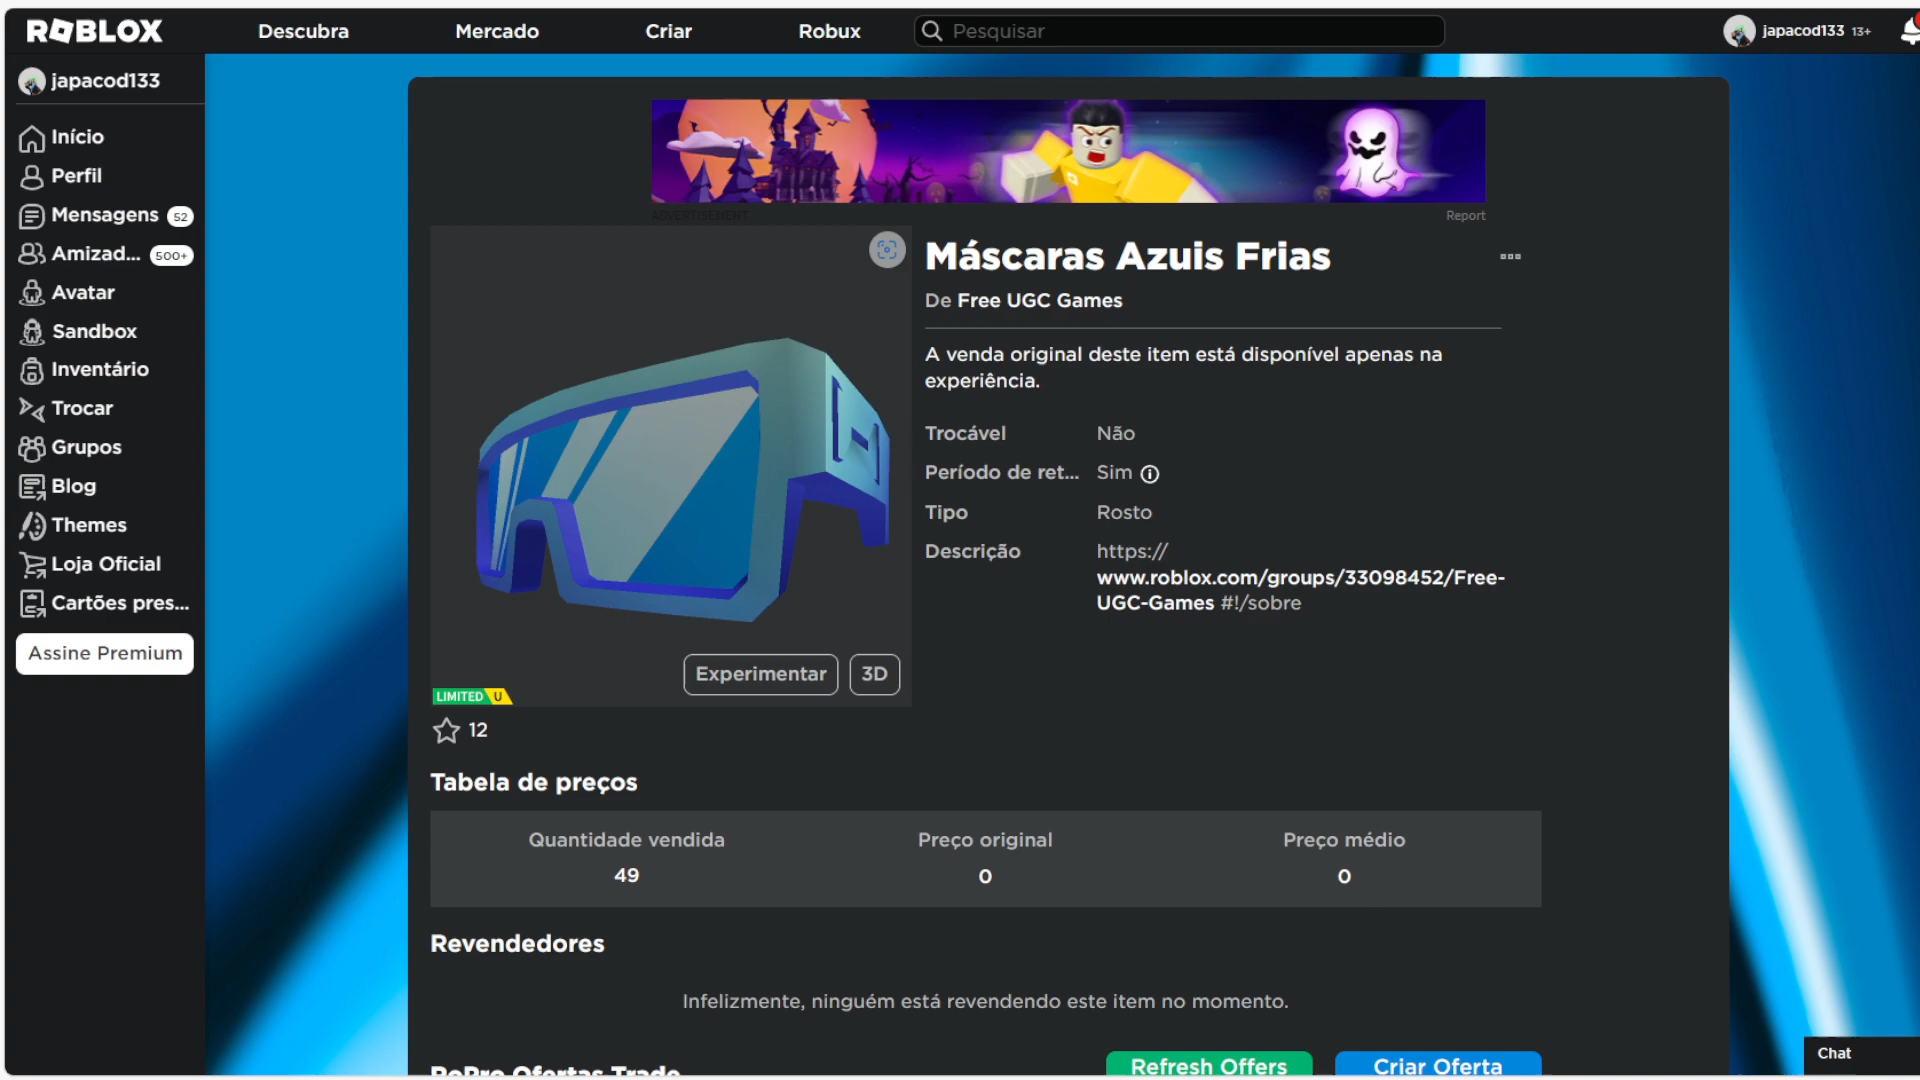 ROBLOX
Descubra
Mercado
Criar
Robux
Pesquisar
japacod133 13+
japacod133
Início
Perfil
Mensagens 52
Amizad... 500+
Avatar
Sandbox
Inventário
Trocar
Grupos
Blog
Themes
Loja Oficial
Cartões pres...
Assine Premium
ADVERTISEMENT
Report
Máscaras Azuis Frias
De Free UGC Games
A venda original deste item está disponível apenas na
experiência.
Trocável Não
Período de ret... Sim
Tipo Rosto
Descrição https://
www.roblox.com/groups/33098452/Free-
UGC-Games #!/sobre
Experimentar
3D
LIMITED U
12
Tabela de preços
Quantidade vendida
49
Preço original
0
Preço médio
0
Revendedores
Infelizmente, ninguém está revendendo este item no momento.
RoPro Ofertas Trade
Refresh Offers
Criar Oferta
Chat